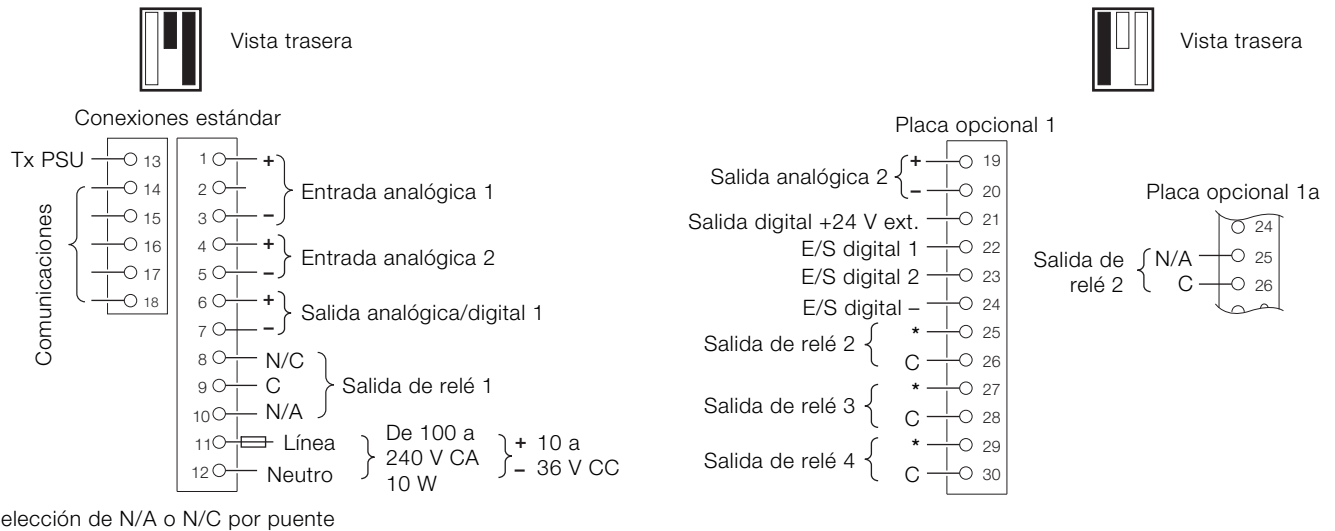 Vista trasera
Conexiones estándar
Tx PSU 13
14
15
16
17
18
Comunicaciones
1 +
2
3 –
Entrada analógica 1
4 +
5 –
Entrada analógica 2
6 +
7 –
Salida analógica/digital 1
8 N/C
9 C
10 N/A
Salida de relé 1
11 Línea
12 Neutro
De 100 a
240 V CA
10 W
+ 10 a
– 36 V CC
elección de N/A o N/C por puente
Vista trasera
Placa opcional 1
Salida analógica 2
+ 19
– 20
Salida digital +24 V ext. 21
E/S digital 1 22
E/S digital 2 23
E/S digital – 24
Salida de relé 2
* 25
C 26
Salida de relé 3
* 27
C 28
Salida de relé 4
* 29
C 30
Placa opcional 1a
24
Salida de
relé 2
N/A 25
C 26